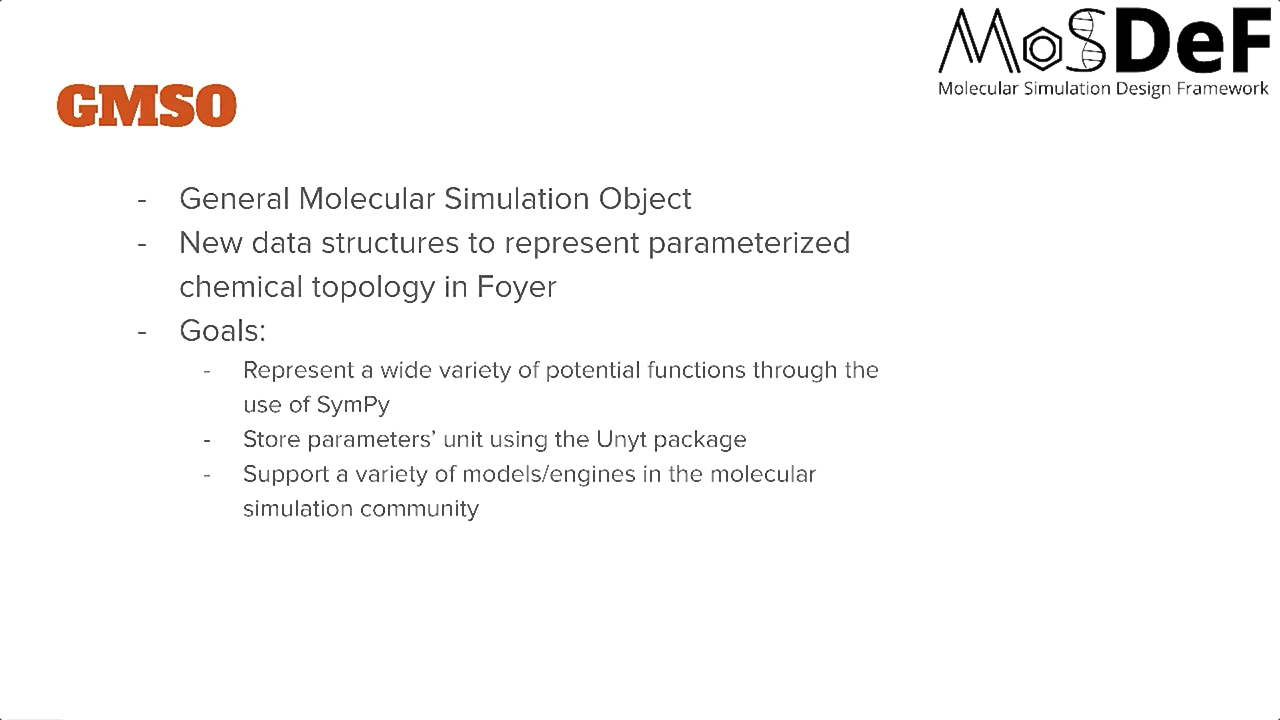 MoSDeF
Molecular Simulation Design Framework
GMSO
- General Molecular Simulation Object
- New data structures to represent parameterized
chemical topology in Foyer
- Goals:
- Represent a wide variety of potential functions through the
use of SymPy
- Store parameters’ unit using the Unyt package
- Support a variety of models/engines in the molecular
simulation community